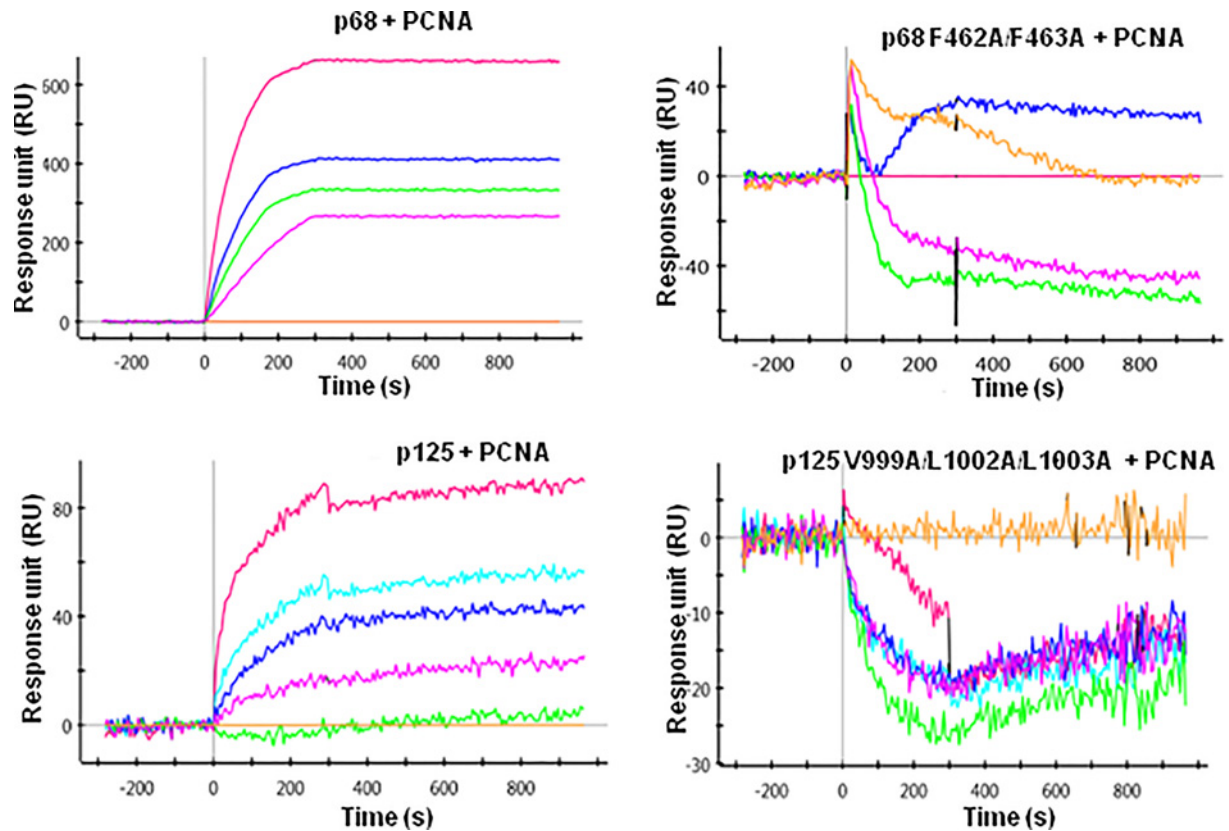 p68 + PCNA
Response unit (RU)
600
400
200
0
-200 0 200 400 600 800
Time (s)
p68 F462A/F463A + PCNA
Response unit (RU)
40
0
-40
-200 0 200 400 600 800
Time (s)
p125 + PCNA
Response unit (RU)
80
40
0
-200 0 200 400 600 800
Time (s)
p125 V999A/L1002A/L1003A + PCNA
Response unit (RU)
0
-10
-20
-30
-200 0 200 400 600 800
Time (s)